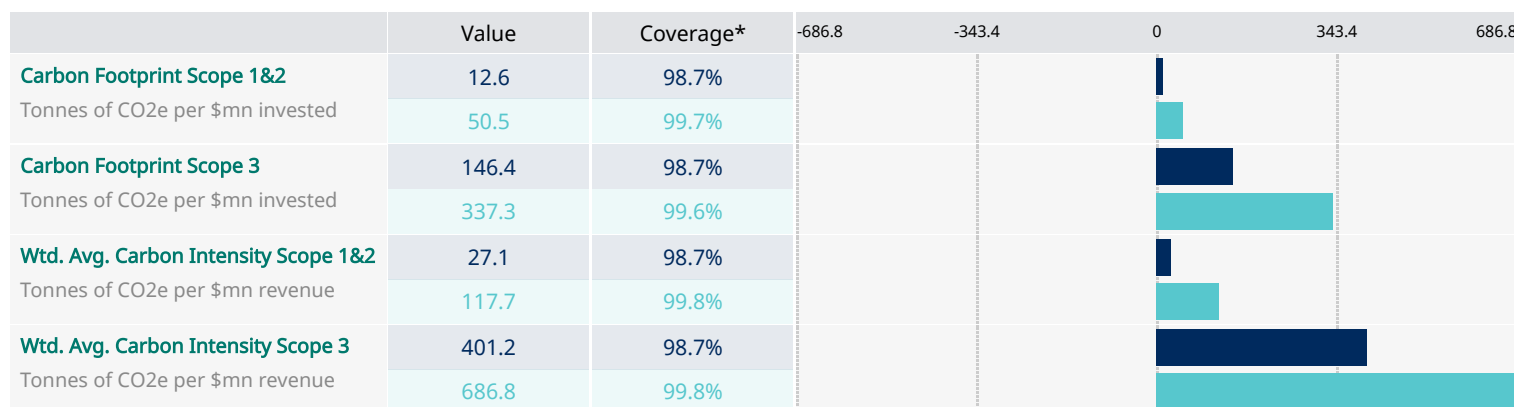 Value Coverage* -686.8 -343.4 0 343.4 686.8
Carbon Footprint Scope 1&2 12.6 98.7%
Tonnes of CO2e per $mn invested 50.5 99.7%
Carbon Footprint Scope 3 146.4 98.7%
Tonnes of CO2e per $mn invested 337.3 99.6%
Wtd. Avg. Carbon Intensity Scope 1&2 27.1 98.7%
Tonnes of CO2e per $mn revenue 117.7 99.8%
Wtd. Avg. Carbon Intensity Scope 3 401.2 98.7%
Tonnes of CO2e per $mn revenue 686.8 99.8%